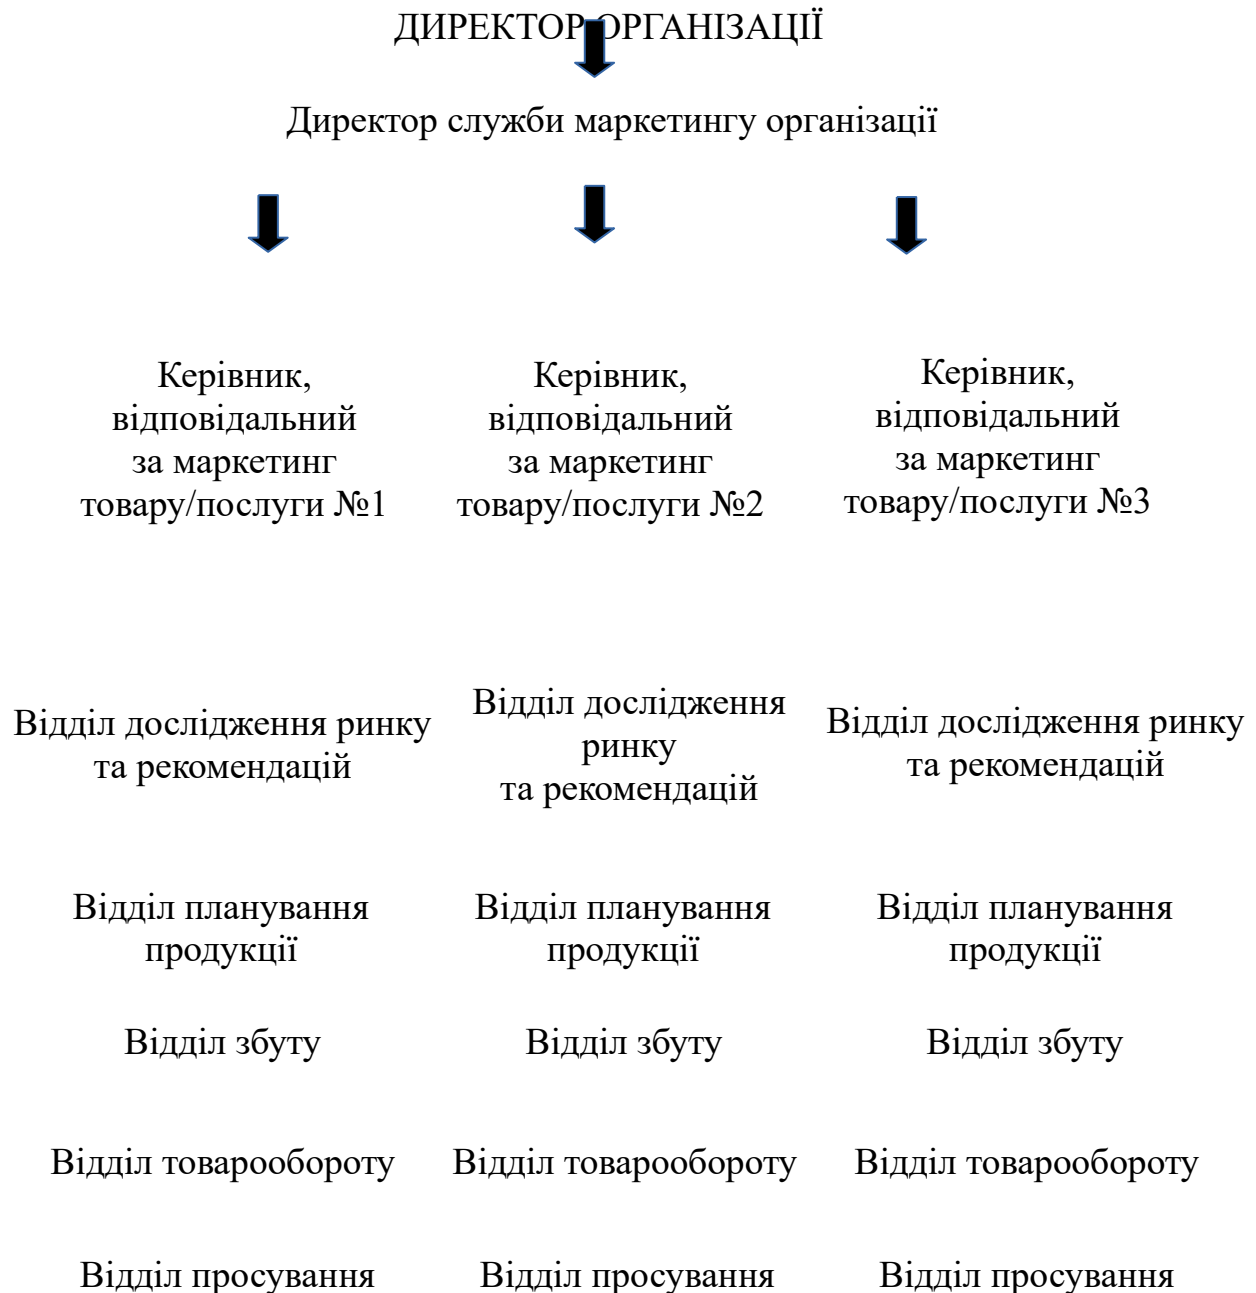 ДИРЕКТОР ОРГАНІЗАЦІЇ
Директор служби маркетингу організації
Керівник,
відповідальний
за маркетинг
товару/послуги №1
Керівник,
відповідальний
за маркетинг
товару/послуги №2
Керівник,
відповідальний
за маркетинг
товару/послуги №3
Відділ дослідження ринку
та рекомендацій
Відділ дослідження
ринку
та рекомендацій
Відділ дослідження ринку
та рекомендацій
Відділ планування
продукції
Відділ планування
продукції
Відділ планування
продукції
Відділ збуту
Відділ збуту
Відділ збуту
Відділ товарообороту
Відділ товарообороту
Відділ товарообороту
Відділ просування
Відділ просування
Відділ просування